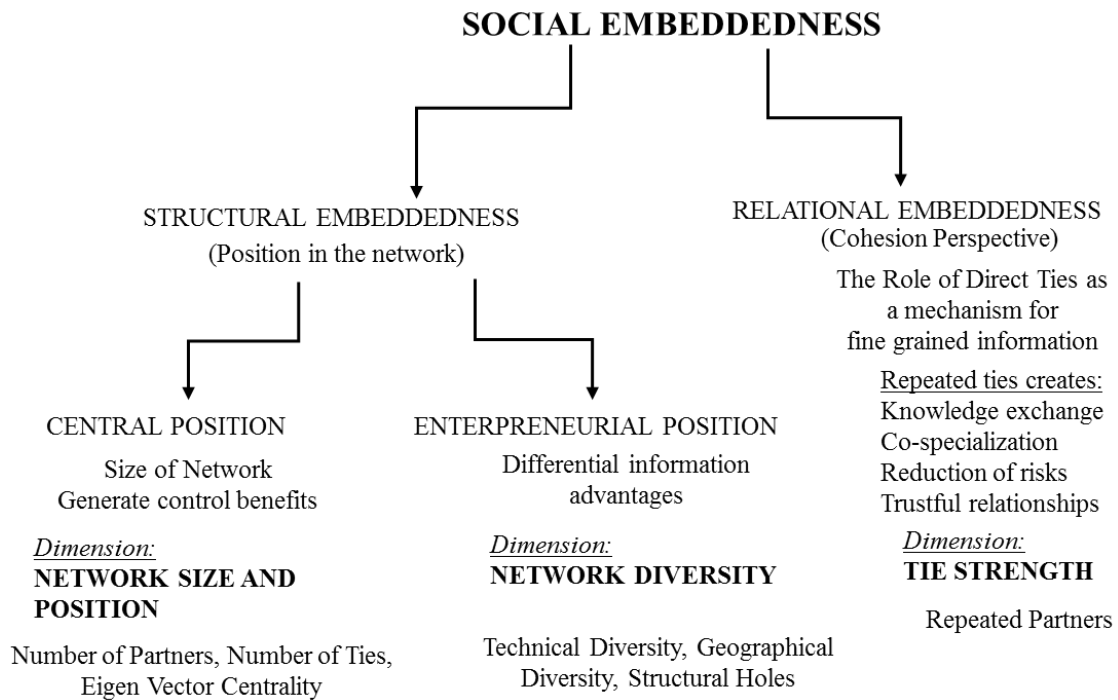 SOCIAL EMBEDDEDNESS
STRUCTURAL EMBEDDEDNESS
(Position in the network)
RELATIONAL EMBEDDEDNESS
(Cohesion Perspective)
The Role of Direct Ties as
a mechanism for
fine grained information
Repeated ties creates:
Knowledge exchange
Co-specialization
Reduction of risks
Trustful relationships
Dimension:
TIE STRENGTH
Repeated Partners
CENTRAL POSITION
Size of Network
Generate control benefits
Dimension:
NETWORK SIZE AND
POSITION
Number of Partners, Number of Ties,
Eigen Vector Centrality
ENTERPRENEURIAL POSITION
Differential information
advantages
Dimension:
NETWORK DIVERSITY
Technical Diversity, Geographical
Diversity, Structural Holes